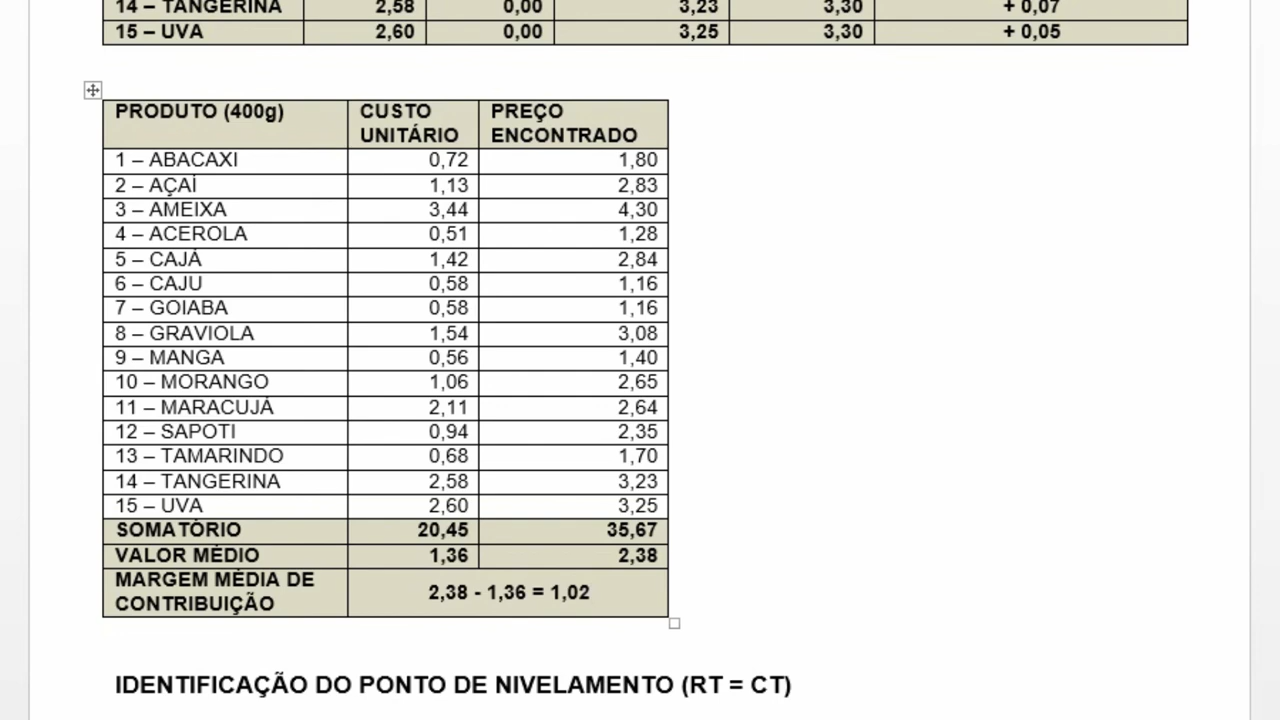 14 – TANGERINA 2,58 0,00 3,23 3,30 + 0,07
15 – UVA 2,60 0,00 3,25 3,30 + 0,05
PRODUTO (400g) CUSTO UNITÁRIO PREÇO ENCONTRADO
1 – ABACAXI 0,72 1,80
2 – AÇAÍ 1,13 2,83
3 – AMEIXA 3,44 4,30
4 – ACEROLA 0,51 1,28
5 – CAJÁ 1,42 2,84
6 – CAJU 0,58 1,16
7 – GOIABA 0,58 1,16
8 – GRAVIOLA 1,54 3,08
9 – MANGA 0,56 1,40
10 – MORANGO 1,06 2,65
11 – MARACUJÁ 2,11 2,64
12 – SAPOTI 0,94 2,35
13 – TAMARINDO 0,68 1,70
14 – TANGERINA 2,58 3,23
15 – UVA 2,60 3,25
SOMATÓRIO 20,45 35,67
VALOR MÉDIO 1,36 2,38
MARGEM MÉDIA DE
CONTRIBUIÇÃO 2,38 - 1,36 = 1,02
IDENTIFICAÇÃO DO PONTO DE NIVELAMENTO (RT = CT)